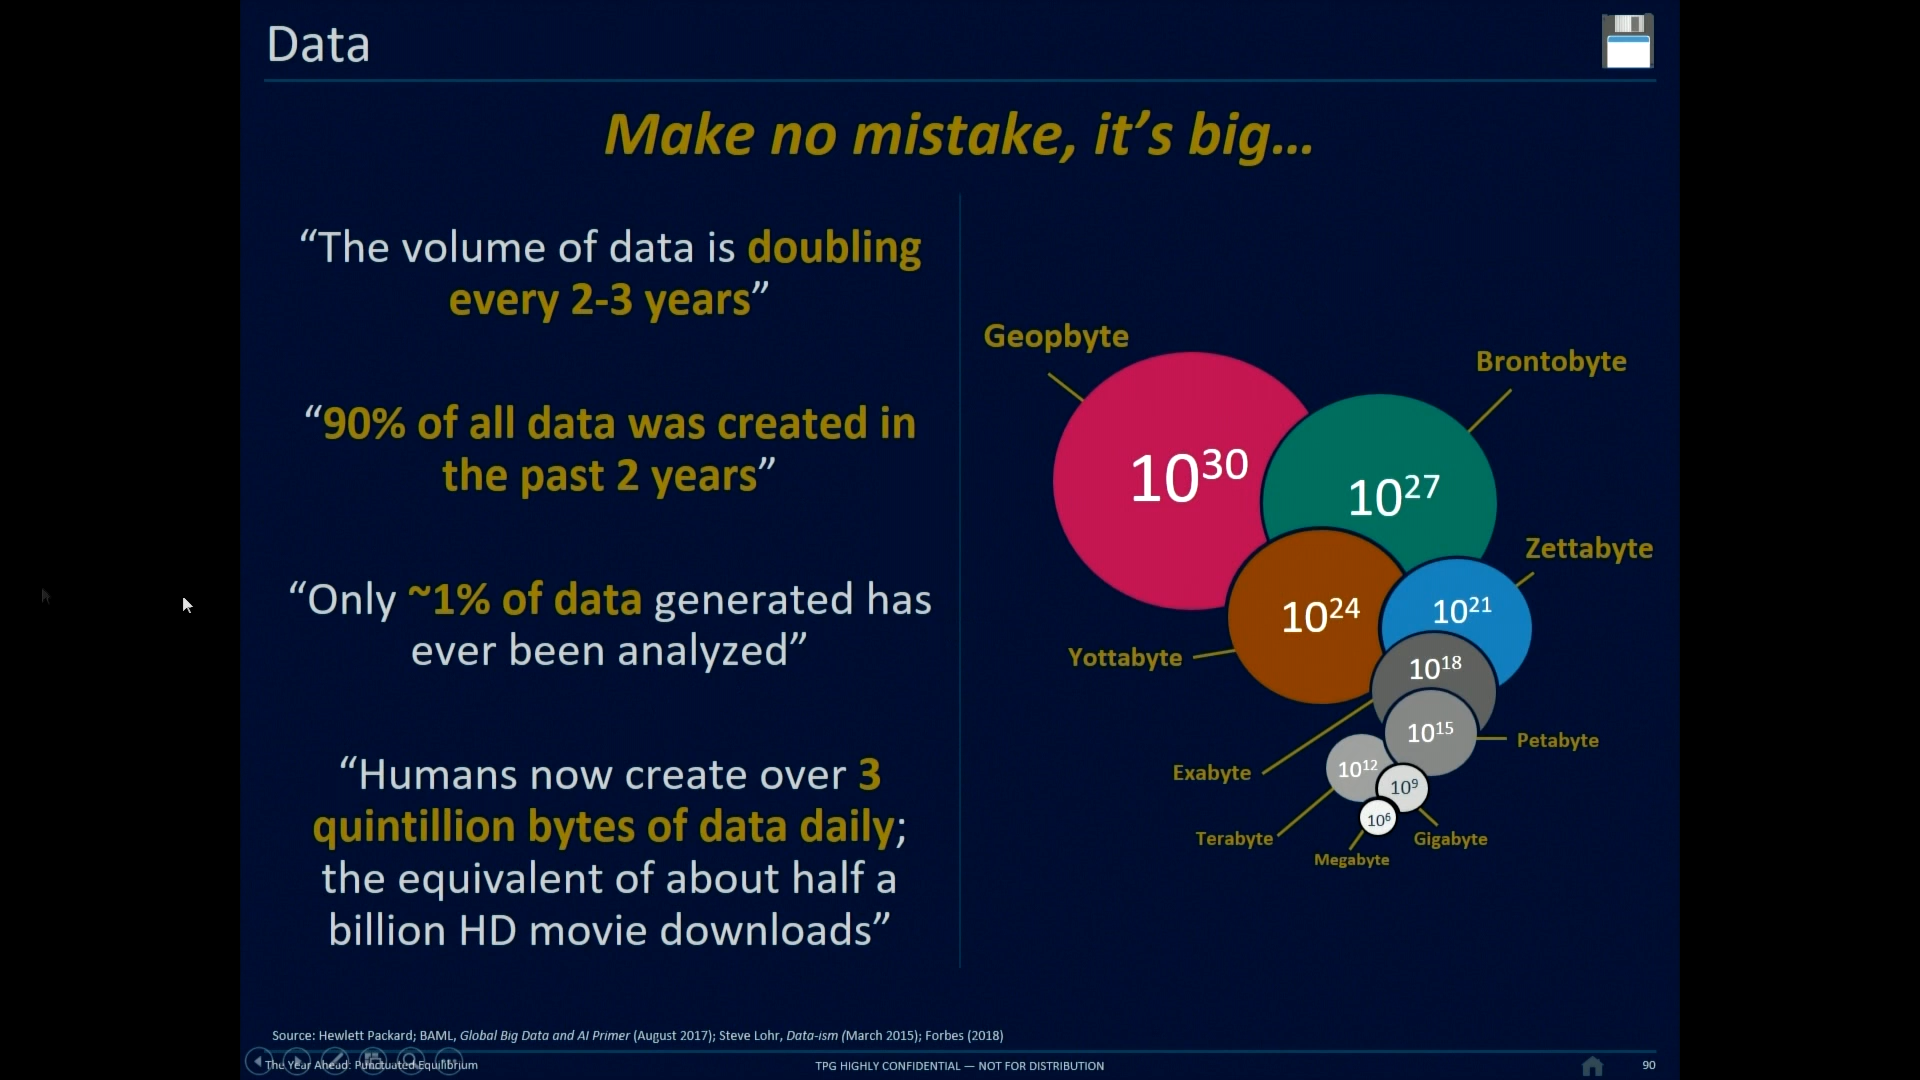 Data
Make no mistake, it’s big…
“The volume of data is doubling
every 2-3 years”
“90% of all data was created in
the past 2 years”
“Only ~1% of data generated has
ever been analyzed”
“Humans now create over 3
quintillion bytes of data daily;
the equivalent of about half a
billion HD movie downloads”
Geopbyte
10³⁰
Brontobyte
10²⁷
Zettabyte
10²¹
Yottabyte
10²⁴
10¹⁸
Exabyte
10¹⁵
Petabyte
10¹²
Terabyte
10⁹
Gigabyte
10⁶
Megabyte
Source: Hewlett Packard; BAML, Global Big Data and AI Primer (August 2017); Steve Lohr, Data-ism (March 2015); Forbes (2018)
The Year Ahead: Punctuated Equilibrium
TPG HIGHLY CONFIDENTIAL — NOT FOR DISTRIBUTION
90